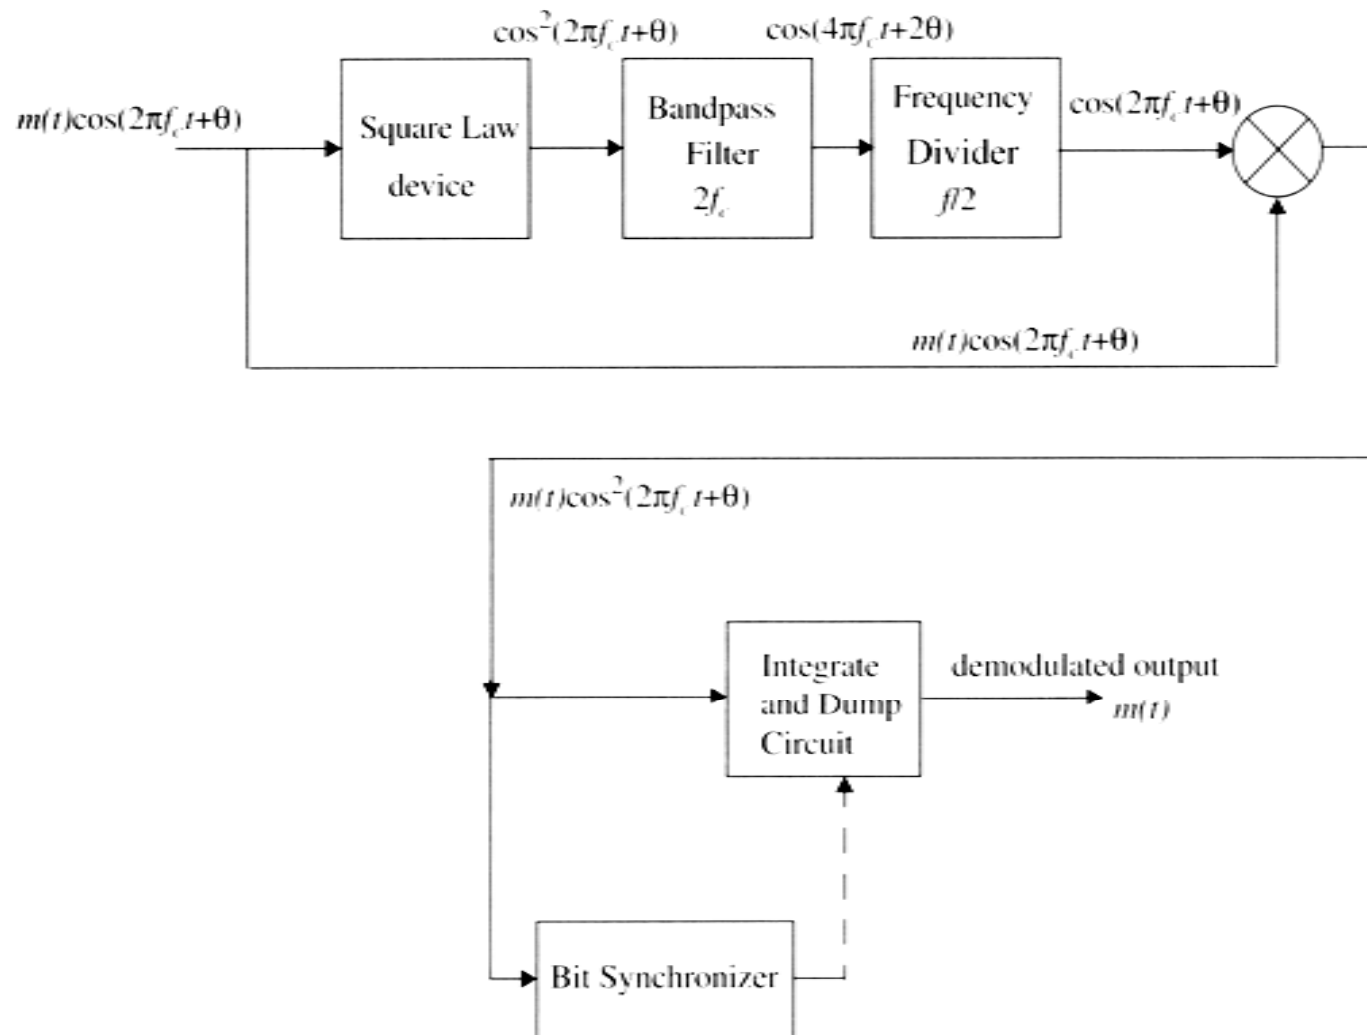 cos²(2πf_c t+θ)
cos(4πf_c t+2θ)
m(t)cos(2πf_c t+θ)
Square Law
device
Bandpass
Filter
2f_c
Frequency
Divider
f/2
cos(2πf_c t+θ)
m(t)cos(2πf_c t+θ)
m(t)cos²(2πf_c t+θ)
Integrate
and Dump
Circuit
demodulated output
m(t)
Bit Synchronizer